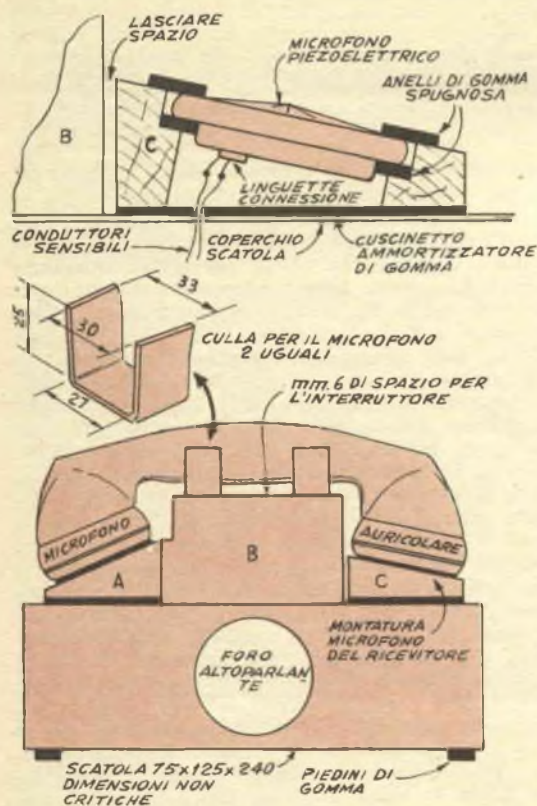 LASCIARE
SPAZIO
MICROFONO
PIEZOELETTRICO
ANELLI DI GOMMA
SPUGNOSA
B
C
LINGUETTE
CONNESSIONE
CONDUTTORI
SENSIBILI
COPERCHIO
SCATOLA
CUSCINETTO
AMMORTIZZATORE
DI GOMMA
25
30
33
27
CULLA PER IL MICROFONO
2 UGUALI
mm.6 DI SPAZIO PER
L'INTERRUTTORE
MICROFONO
AURICOLARE
A
B
C
MONTATURA
MICROFONO
DEL RICEVITORE
FORO
ALTOPARLAN
TE
SCATOLA 75x125x240
DIMENSIONI NON
CRITICHE
PIEDINI DI
GOMMA